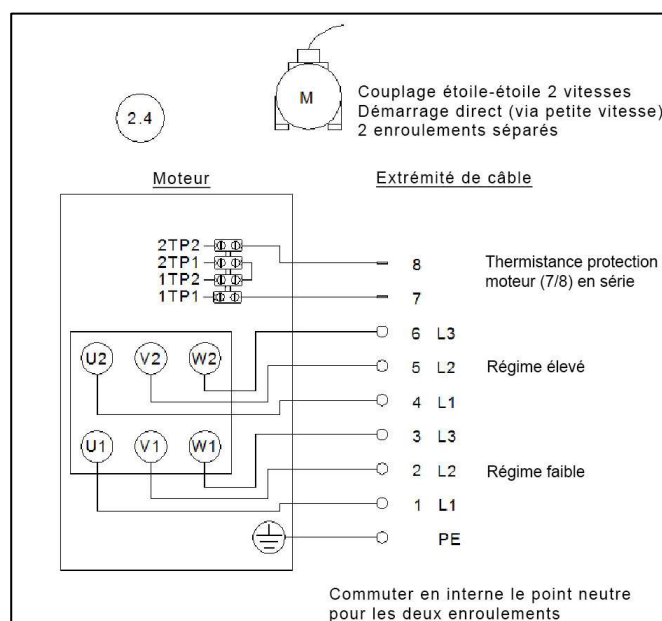 M
Couplage étoile-étoile 2 vitesses
Démarrage direct (via petite vitesse)
2 enroulements séparés
2.4
Moteur
Extrémité de câble
2TP2
2TP1
1TP2
1TP1
8
Thermistance protection
moteur (7/8) en série
7
6 L3
U2 V2 W2
5 L2 Régime élevé
4 L1
3 L3
U1 V1 W1
2 L2 Régime faible
1 L1
PE
Commuter en interne le point neutre
pour les deux enroulements